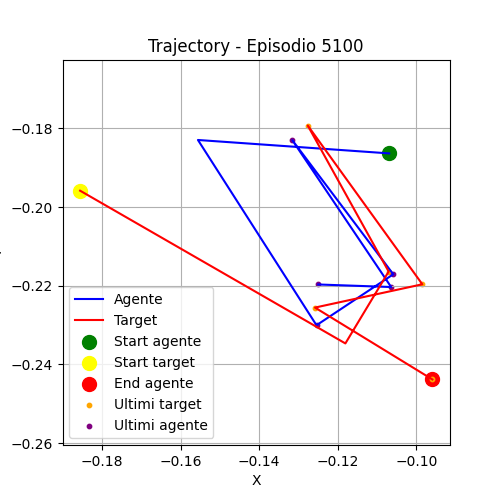 Trajectory - Episodio 5100
−0.18
−0.20
−0.22
−0.24
−0.26
Agente
Target
Start agente
Start target
End agente
Ultimi target
Ultimi agente
−0.18 −0.16 −0.14 −0.12 −0.10
X